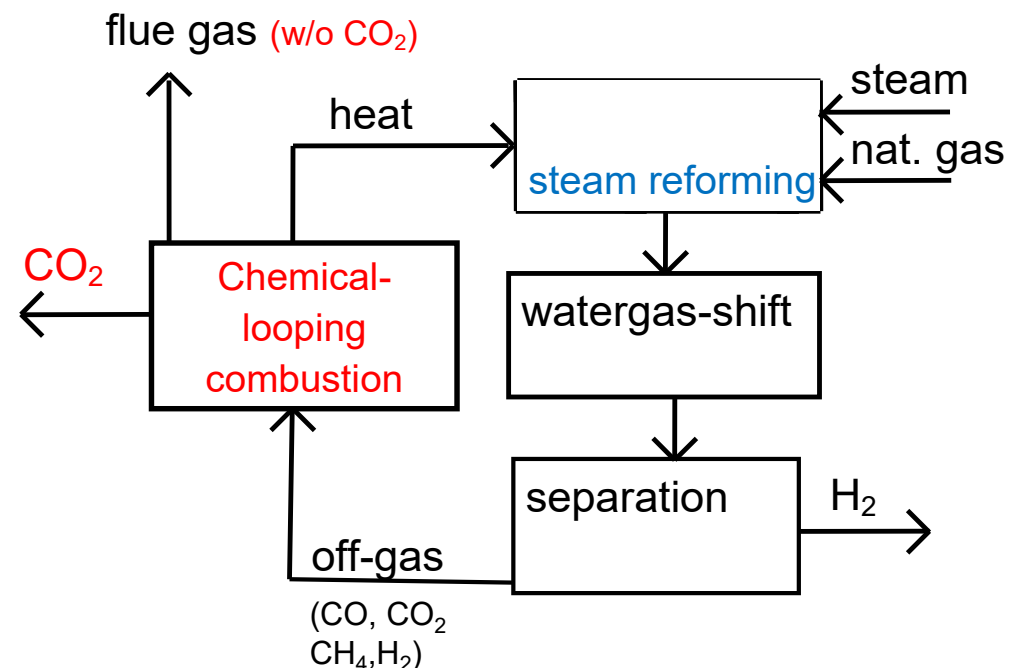 flue gas (w/o CO₂)
steam
heat
nat. gas
steam reforming
CO₂
Chemical-
looping
combustion
watergas-shift
separation
H₂
off-gas
(CO, CO₂
CH₄,H₂)